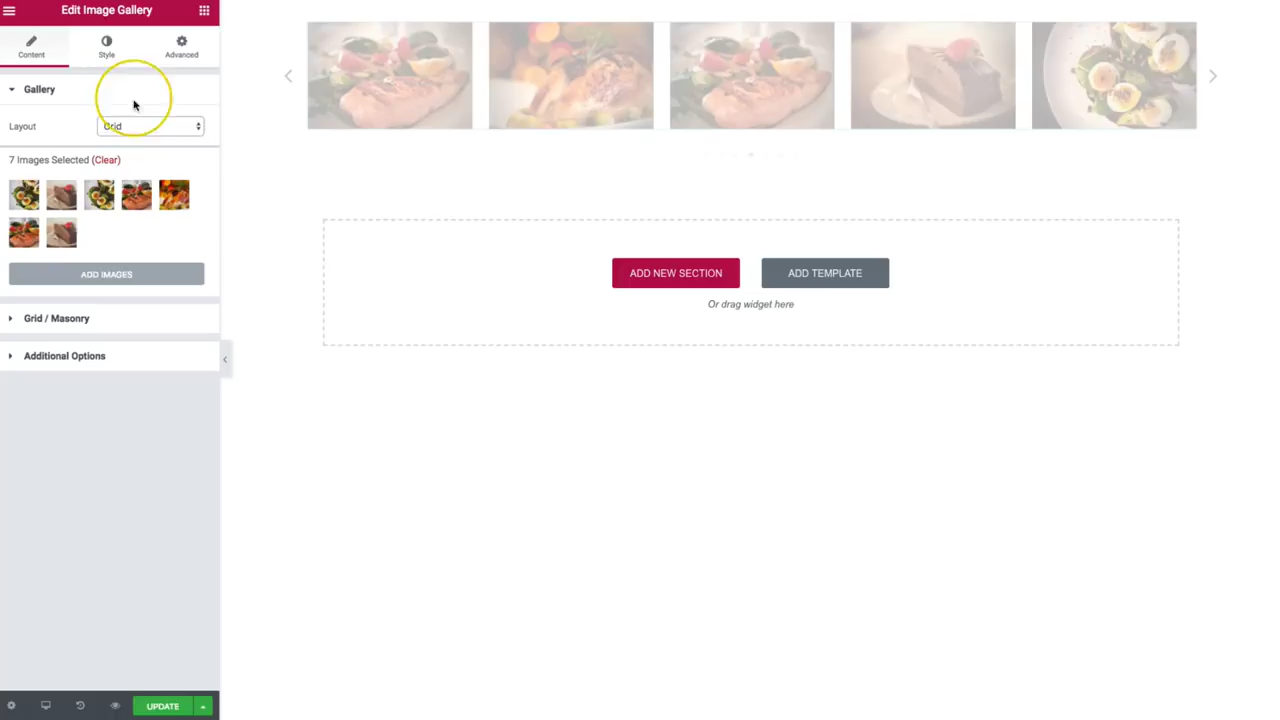 Edit Image Gallery
Content
Style
Advanced
Gallery
Layout
Grid
7 Images Selected (Clear)
ADD IMAGES
Grid / Masonry
Additional Options
UPDATE
ADD NEW SECTION
ADD TEMPLATE
Or drag widget here